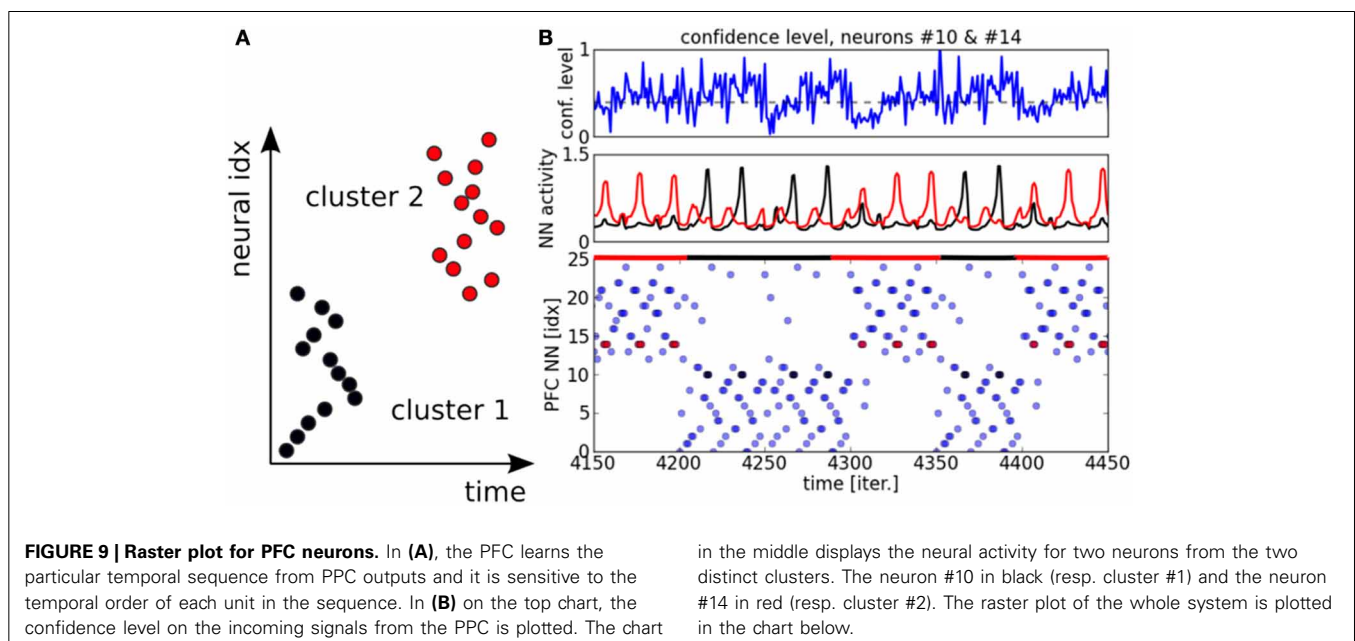 A
neural idx
cluster 2
cluster 1
time
B
confidence level, neurons #10 & #14
conf. level
1
0
NN activity
1.5
0
PFC NN [idx]
25
20
15
10
5
0
4150 4200 4250 4300 4350 4400 4450
time [iter.]
FIGURE 9 | Raster plot for PFC neurons. In (A), the PFC learns the
particular temporal sequence from PPC outputs and it is sensitive to the
temporal order of each unit in the sequence. In (B) on the top chart, the
confidence level on the incoming signals from the PPC is plotted. The chart
in the middle displays the neural activity for two neurons from the two
distinct clusters. The neuron #10 in black (resp. cluster #1) and the neuron
#14 in red (resp. cluster #2). The raster plot of the whole system is plotted
in the chart below.